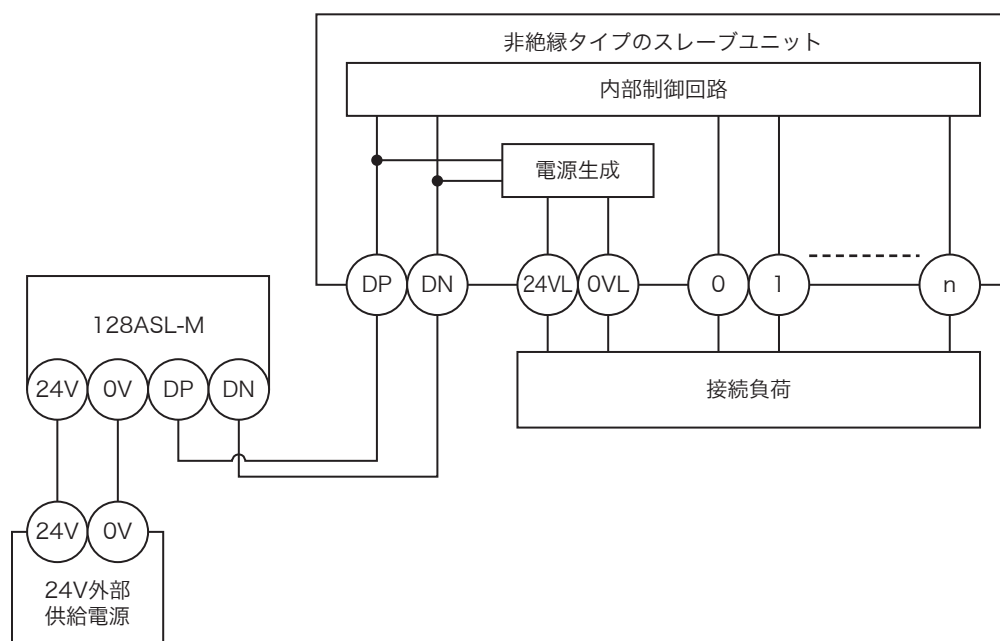 非絶縁タイプのスレーブユニット
内部制御回路
電源生成
DP
DN
24VL
0VL
0
1
n
128ASL-M
24V
0V
DP
DN
接続負荷
24V
0V
24V外部
供給電源